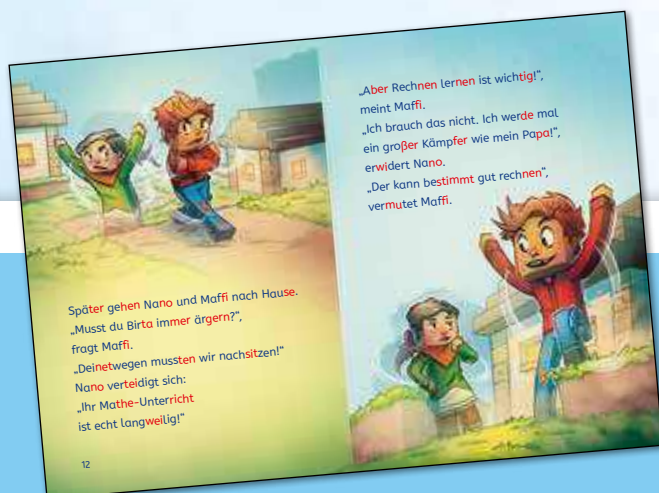 Später gehen Nano und Maffi nach Hause.
„Musst du Birta immer ärgern?“,
fragt Maffi.
„Deinetwegen mussten wir nachsitzen!“
Nano verteidigt sich:
„Ihr Mathe-Unterricht
ist echt langweilig!“
12
„Aber Rechnen lernen ist wichtig!“,
meint Maffi.
„Ich brauch das nicht. Ich werde mal
ein großer Kämpfer wie mein Papa!“,
erwidert Nano.
„Der kann bestimmt gut rechnen“,
vermutet Maffi.